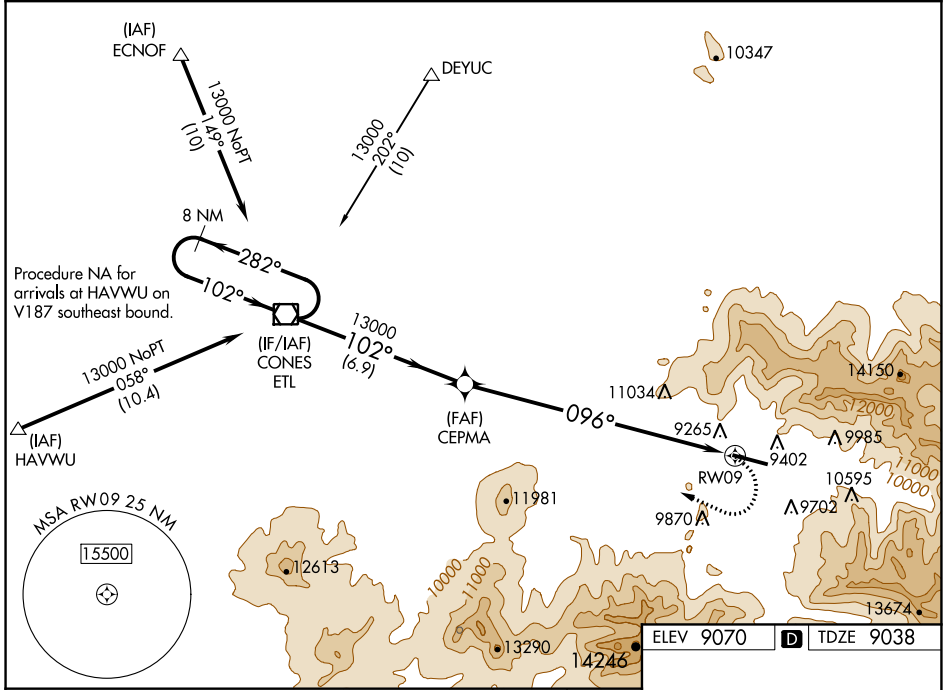 (IAF)
ECNOF
13000 NoPT
149°
(10)
DEYUC
13000
202°
(10)
10347
8 NM
282°
102°
Procedure NA for
arrivals at HAVWU on
V187 southeast bound.
(IF/IAF)
CONES
ETL
13000
102°
(6.9)
13000 NoPT
058°
(10.4)
(IAF)
HAVWU
(FAF)
CEPMA
096°
11034
14150
12000
9265
9402
9985
11000
10000
RW09
10595
9702
9870
11981
MSA RW09 25 NM
15500
12613
10000
11000
13290
14246
13674
ELEV 9070 D TDZE 9038